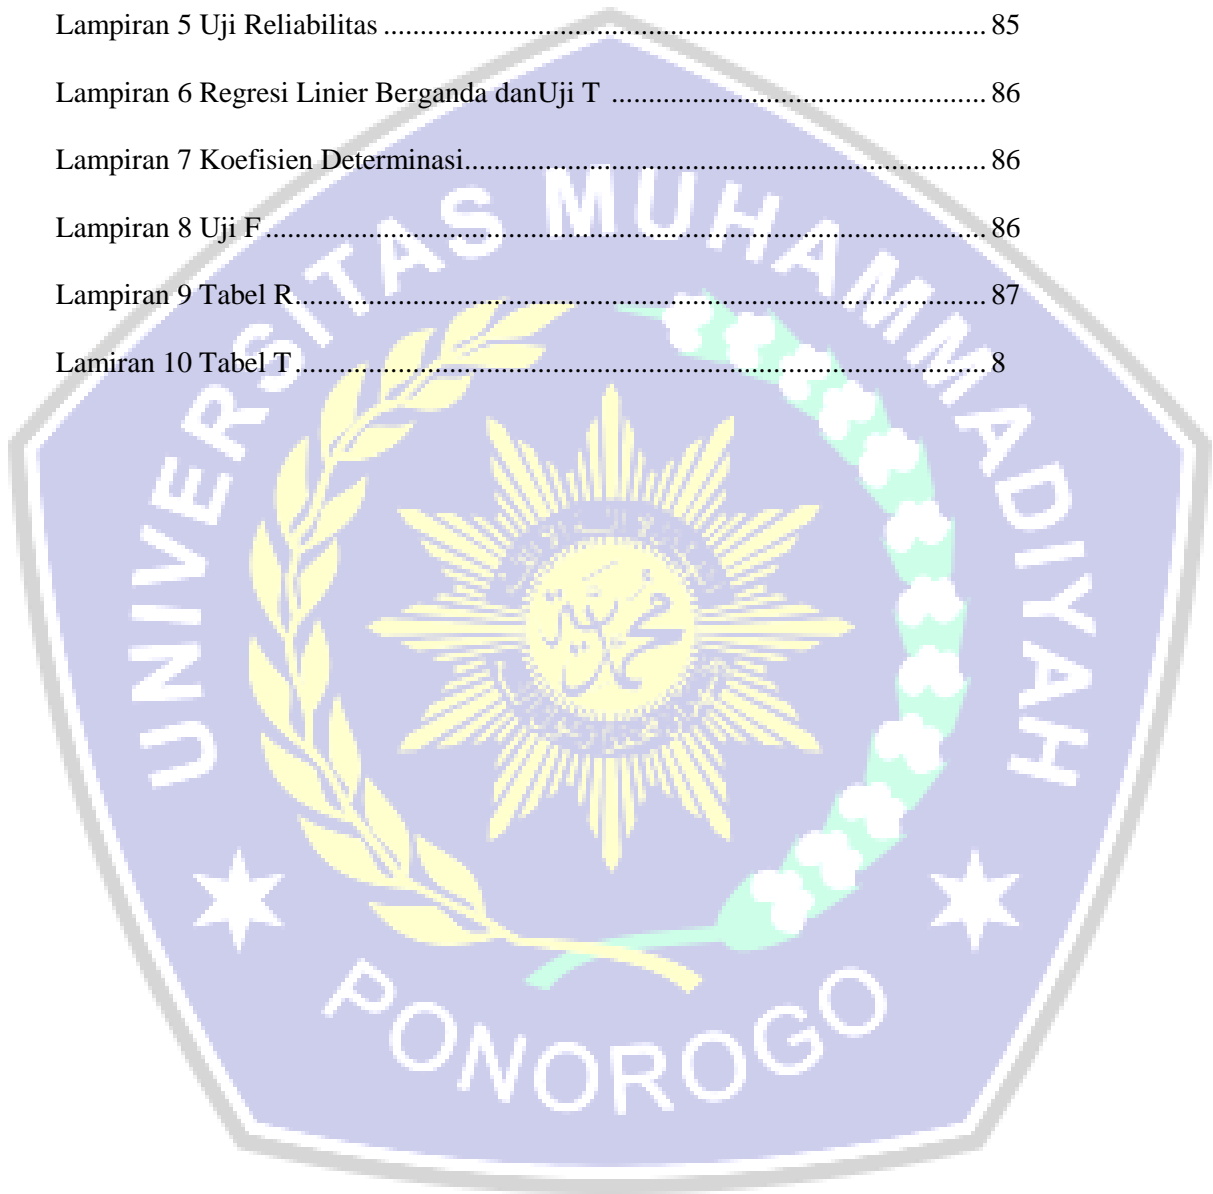 Lampiran 5 Uji Reliabilitas ................................................................................ 85
Lampiran 6 Regresi Linier Berganda danUji T .................................................. 86
Lampiran 7 Koefisien Determinasi..................................................................... 86
Lampiran 8 Uji F ................................................................................................ 86
Lampiran 9 Tabel R............................................................................................ 87
Lamiran 10 Tabel T ............................................................................................ 8
UNIVERSITAS MUHAMMADIYAH
PONOROGO